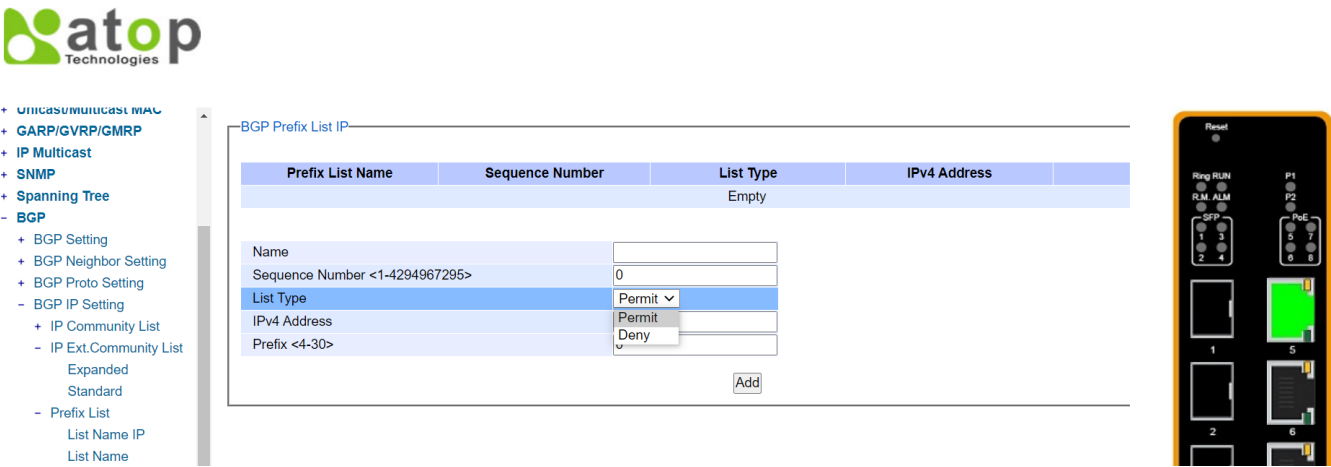 atop
Technologies
+ Unicast/Multicast MAC
+ GARP/GVRP/GMRP
+ IP Multicast
+ SNMP
+ Spanning Tree
- BGP
+ BGP Setting
+ BGP Neighbor Setting
+ BGP Proto Setting
- BGP IP Setting
+ IP Community List
- IP Ext.Community List
Expanded
Standard
- Prefix List
List Name IP
List Name
BGP Prefix List IP
Prefix List Name Sequence Number List Type IPv4 Address
Empty
Name
Sequence Number <1-4294967295> 0
List Type Permit
Permit
Deny
IPv4 Address
Prefix <4-30> 0
Add
Reset
Ring RUN P1
R.M. ALM P2
SFP PoE
1 3 5 7
2 4 6 8
1 5
2 6